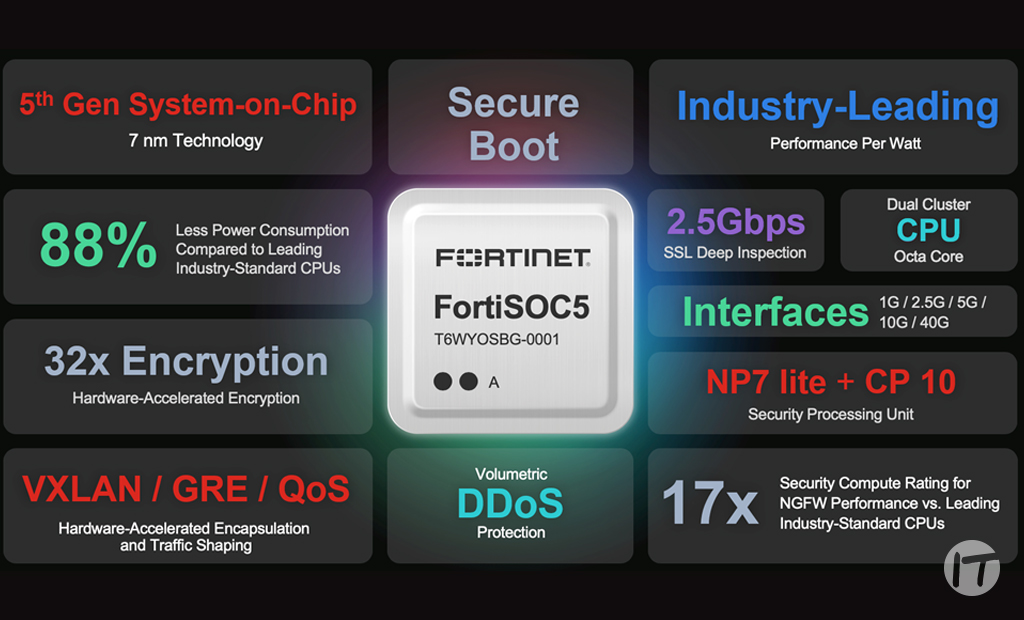 5th Gen System-on-Chip
7 nm Technology
Secure
Boot
Industry-Leading
Performance Per Watt
88%
Less Power Consumption
Compared to Leading
Industry-Standard CPUs
FORTINET®
FortiSOC5
T6WYOSBG-0001
A
2.5Gbps
SSL Deep Inspection
Dual Cluster
CPU
Octa Core
Interfaces
1G / 2.5G / 5G /
10G / 40G
32x Encryption
Hardware-Accelerated Encryption
NP7 lite + CP 10
Security Processing Unit
VXLAN / GRE / QoS
Hardware-Accelerated Encapsulation
and Traffic Shaping
Volumetric
DDoS
Protection
17x
Security Compute Rating for
NGFW Performance vs. Leading
Industry-Standard CPUs
IT